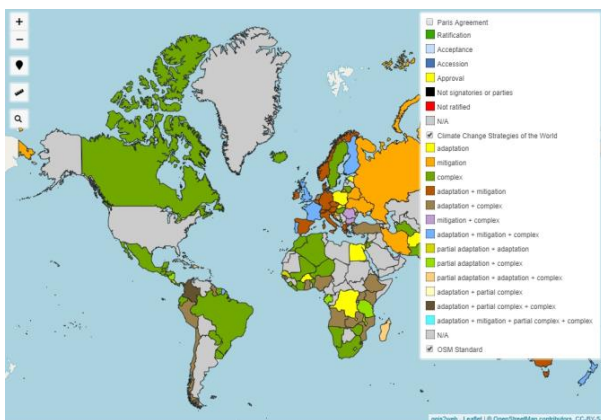 +
−
Paris Agreement
Ratification
Acceptance
Accession
Approval
Not signatories or parties
Not ratified
N/A
Climate Change Strategies of the World
adaptation
mitigation
complex
adaptation + mitigation
adaptation + complex
mitigation + complex
adaptation + mitigation + complex
partial adaptation + adaptation
partial adaptation + complex
partial adaptation + adaptation + complex
adaptation + partial complex
adaptation + partial complex + complex
adaptation + mitigation + partial complex + complex
N/A
OSM Standard
qgis2web Leaflet | © OpenStreetMap contributors, CC-BY-S